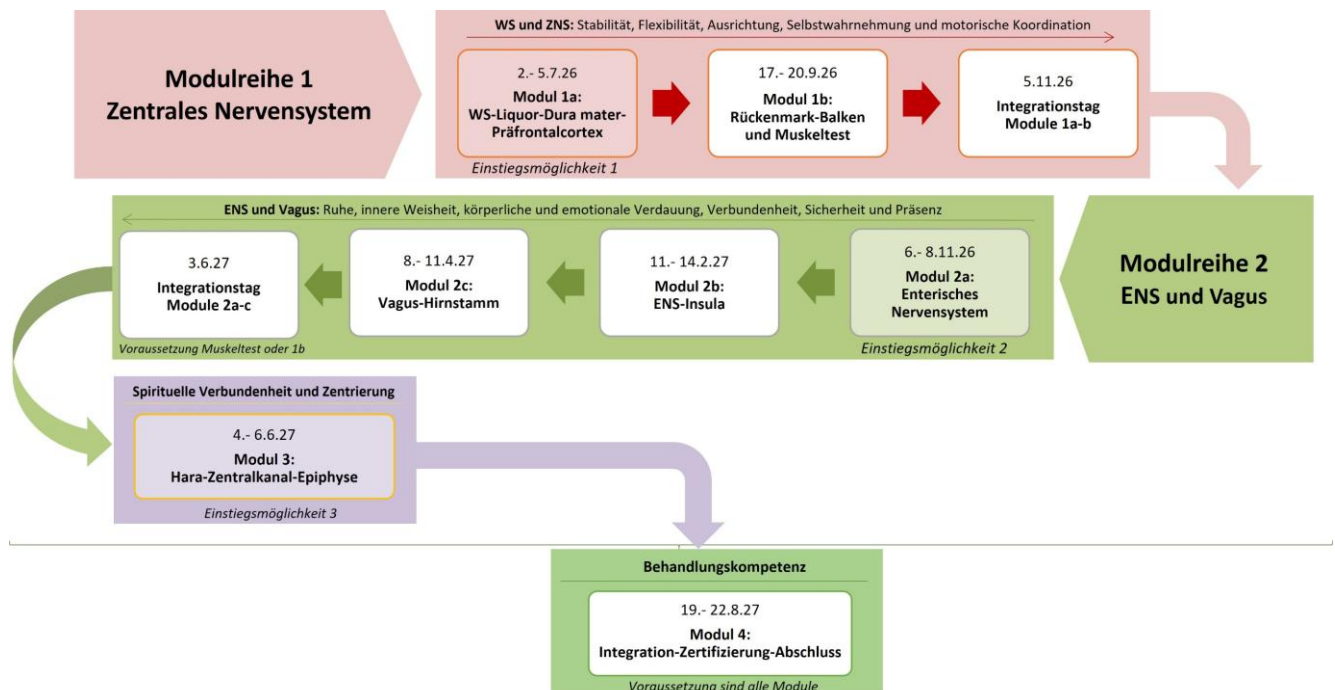 WS und ZNS: Stabilität, Flexibilität, Ausrichtung, Selbstwahrnehmung und motorische Koordination
Modulreihe 1
Zentrales Nervensystem
2.- 5.7.26
Modul 1a:
WS-Liquor-Dura mater-
Präfrontalcortex
Einstiegsmöglichkeit 1
17.- 20.9.26
Modul 1b:
Rückenmark-Balken
und Muskeltest
5.11.26
Integrationstag
Module 1a-b
ENS und Vagus: Ruhe, innere Weisheit, körperliche und emotionale Verdauung, Verbundenheit, Sicherheit und Präsenz
Modulreihe 2
ENS und Vagus
6.- 8.11.26
Modul 2a:
Enterisches
Nervensystem
Einstiegsmöglichkeit 2
11.- 14.2.27
Modul 2b:
ENS-Insula
8.- 11.4.27
Modul 2c:
Vagus-Hirnstamm
3.6.27
Integrationstag
Module 2a-c
Voraussetzung Muskeltest oder 1b
Spirituelle Verbundenheit und Zentrierung
4.- 6.6.27
Modul 3:
Hara-Zentralkanal-Epiphyse
Einstiegsmöglichkeit 3
Behandlungskompetenz
19.- 22.8.27
Modul 4:
Integration-Zertifizierung-Abschluss
Voraussetzung sind alle Module